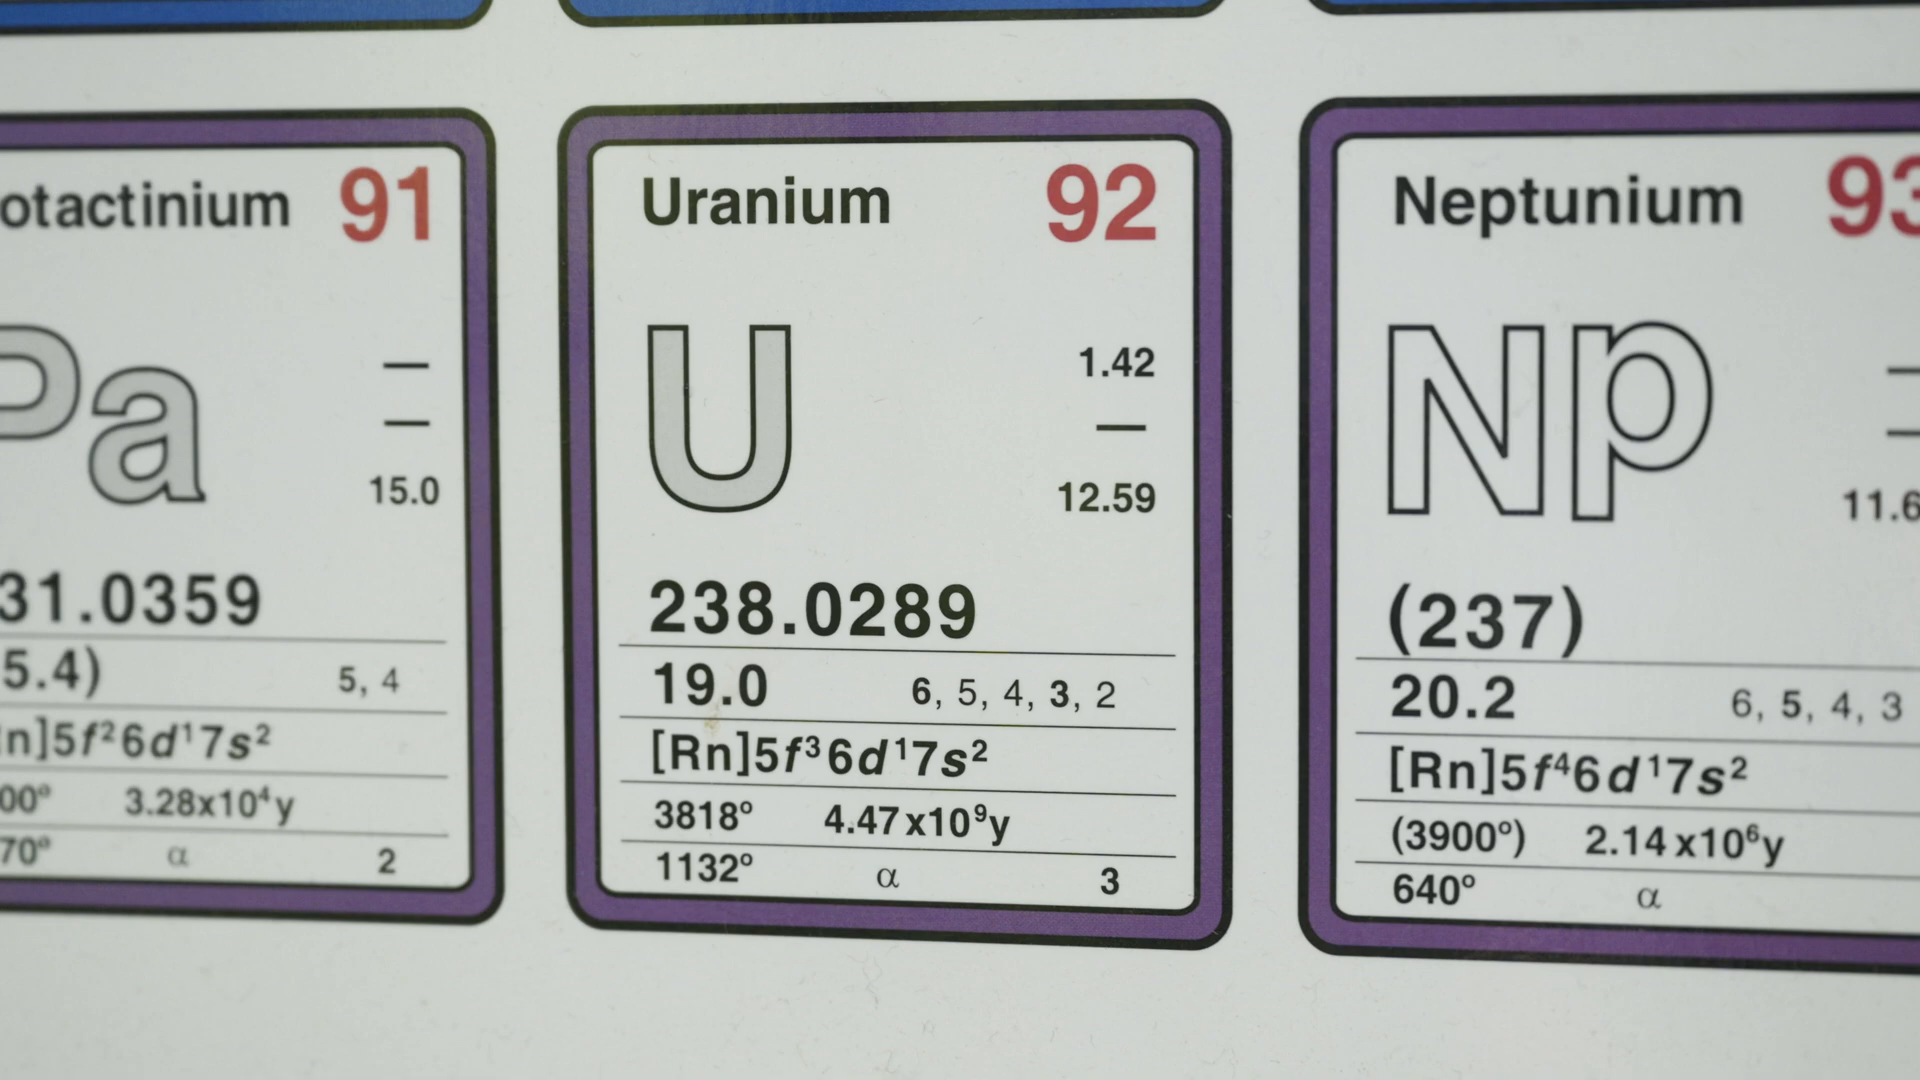 otactinium 91
Pa
—
—
15.0
31.0359
5.4) 5, 4
n]5f²6d¹7s²
00° 3.28x10⁴y
70° α 2
Uranium 92
U
1.42
—
12.59
238.0289
19.0 6, 5, 4, 3, 2
[Rn]5f³6d¹7s²
3818° 4.47x10⁹y
1132° α 3
Neptunium 93
Np
—
—
11.6
(237)
20.2 6, 5, 4, 3
[Rn]5f⁴6d¹7s²
(3900°) 2.14x10⁶y
640° α